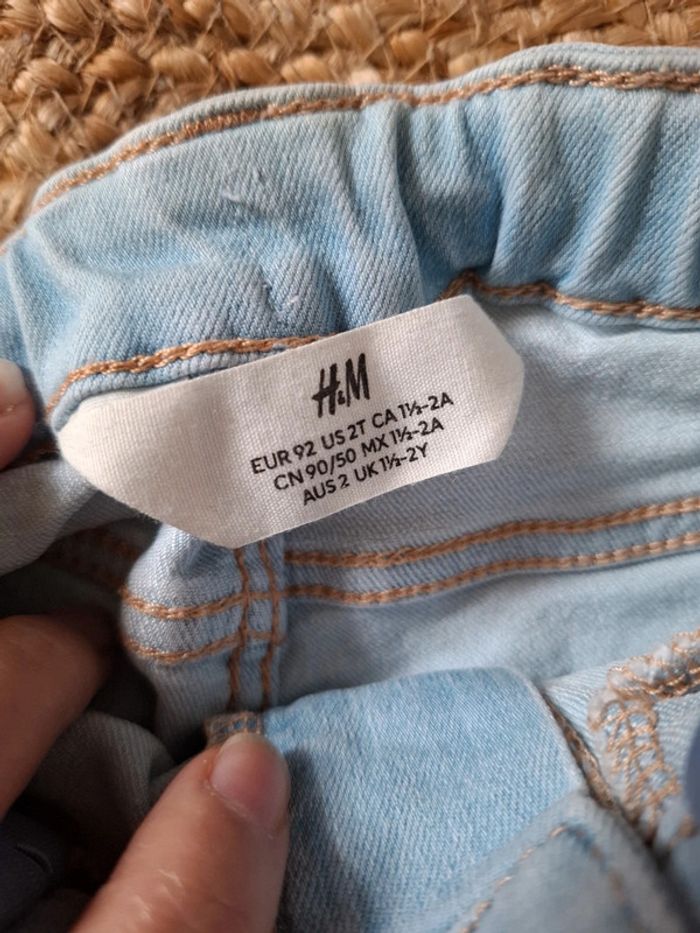 H&M
EUR 92 US 2T CA 1½-2A
CN 90/50 MX 1½-2A
AUS 2 UK 1½-2Y